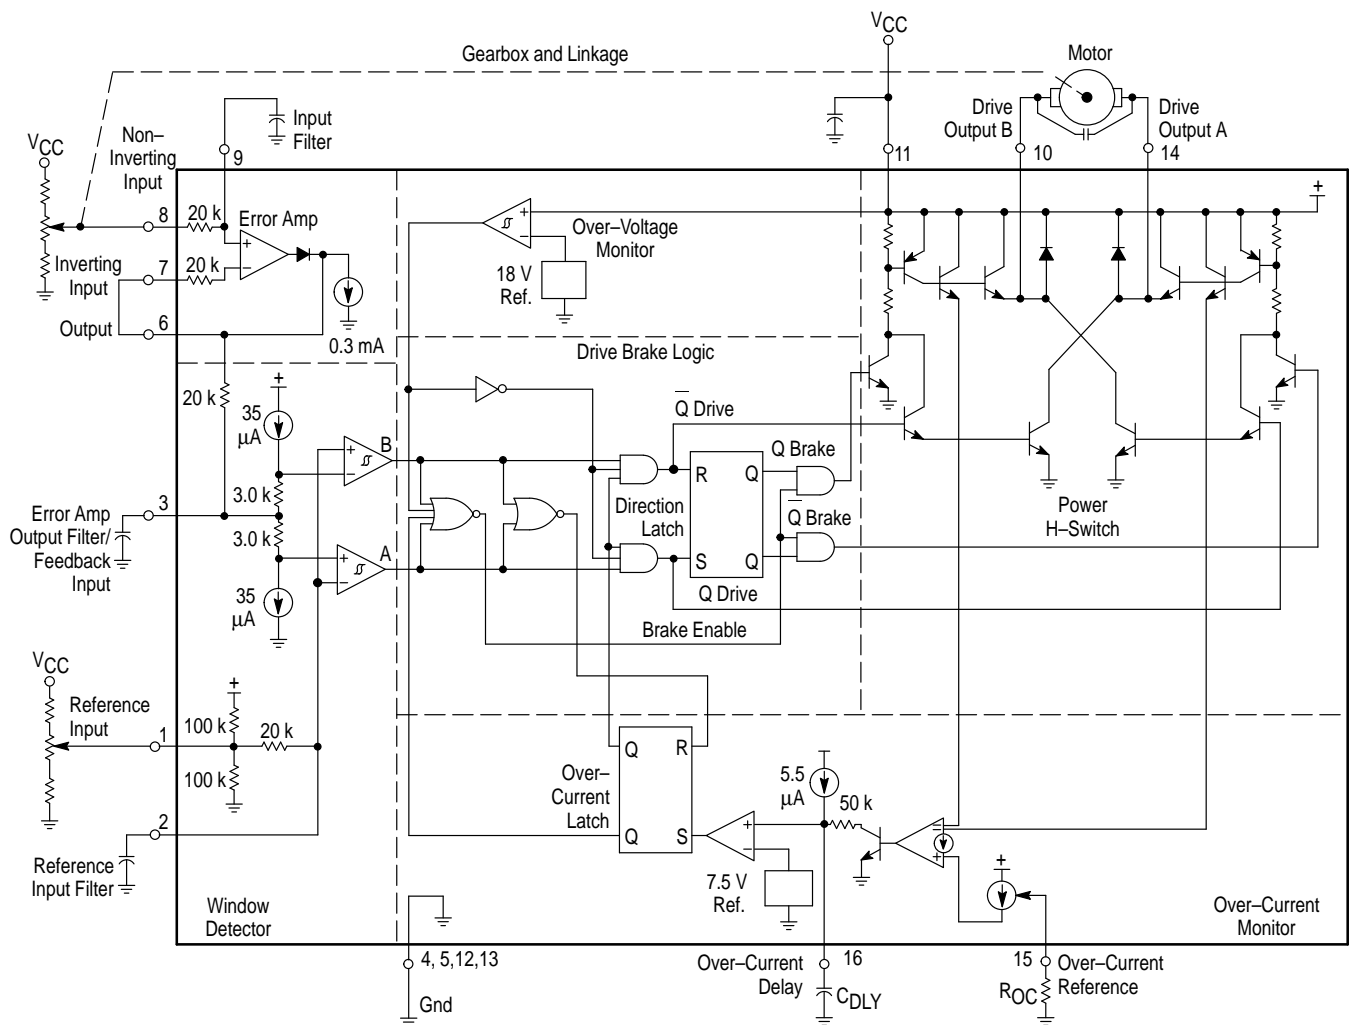 VCC
Gearbox and Linkage
Motor
Drive
Output B
Drive
Output A
Input
Filter
Non–
Inverting
Input
VCC
9
11
10
14
8
20 k
Error Amp
+
–
+
+
–
Over–Voltage
Monitor
Inverting
Input
7
20 k
18 V
Ref.
Output
6
0.3 mA
Drive Brake Logic
20 k
+
35
µA
Q Drive
B
+
–
Q Brake
R
Q
3.0 k
Direction
Latch
Q Brake
Power
H–Switch
3
Error Amp
Output Filter/
Feedback
Input
3.0 k
A
+
–
S
Q
35
µA
Q Drive
Brake Enable
VCC
Reference
Input
+
1
100 k
20 k
100 k
Q
R
Over–
Current
Latch
5.5
µA
50 k
2
Q
S
+
–
=
+
Reference
Input Filter
7.5 V
Ref.
+
Window
Detector
Over–Current
Monitor
4, 5,12,13
Gnd
Over–Current
Delay
16
CDLY
15
ROC
Over–Current
Reference